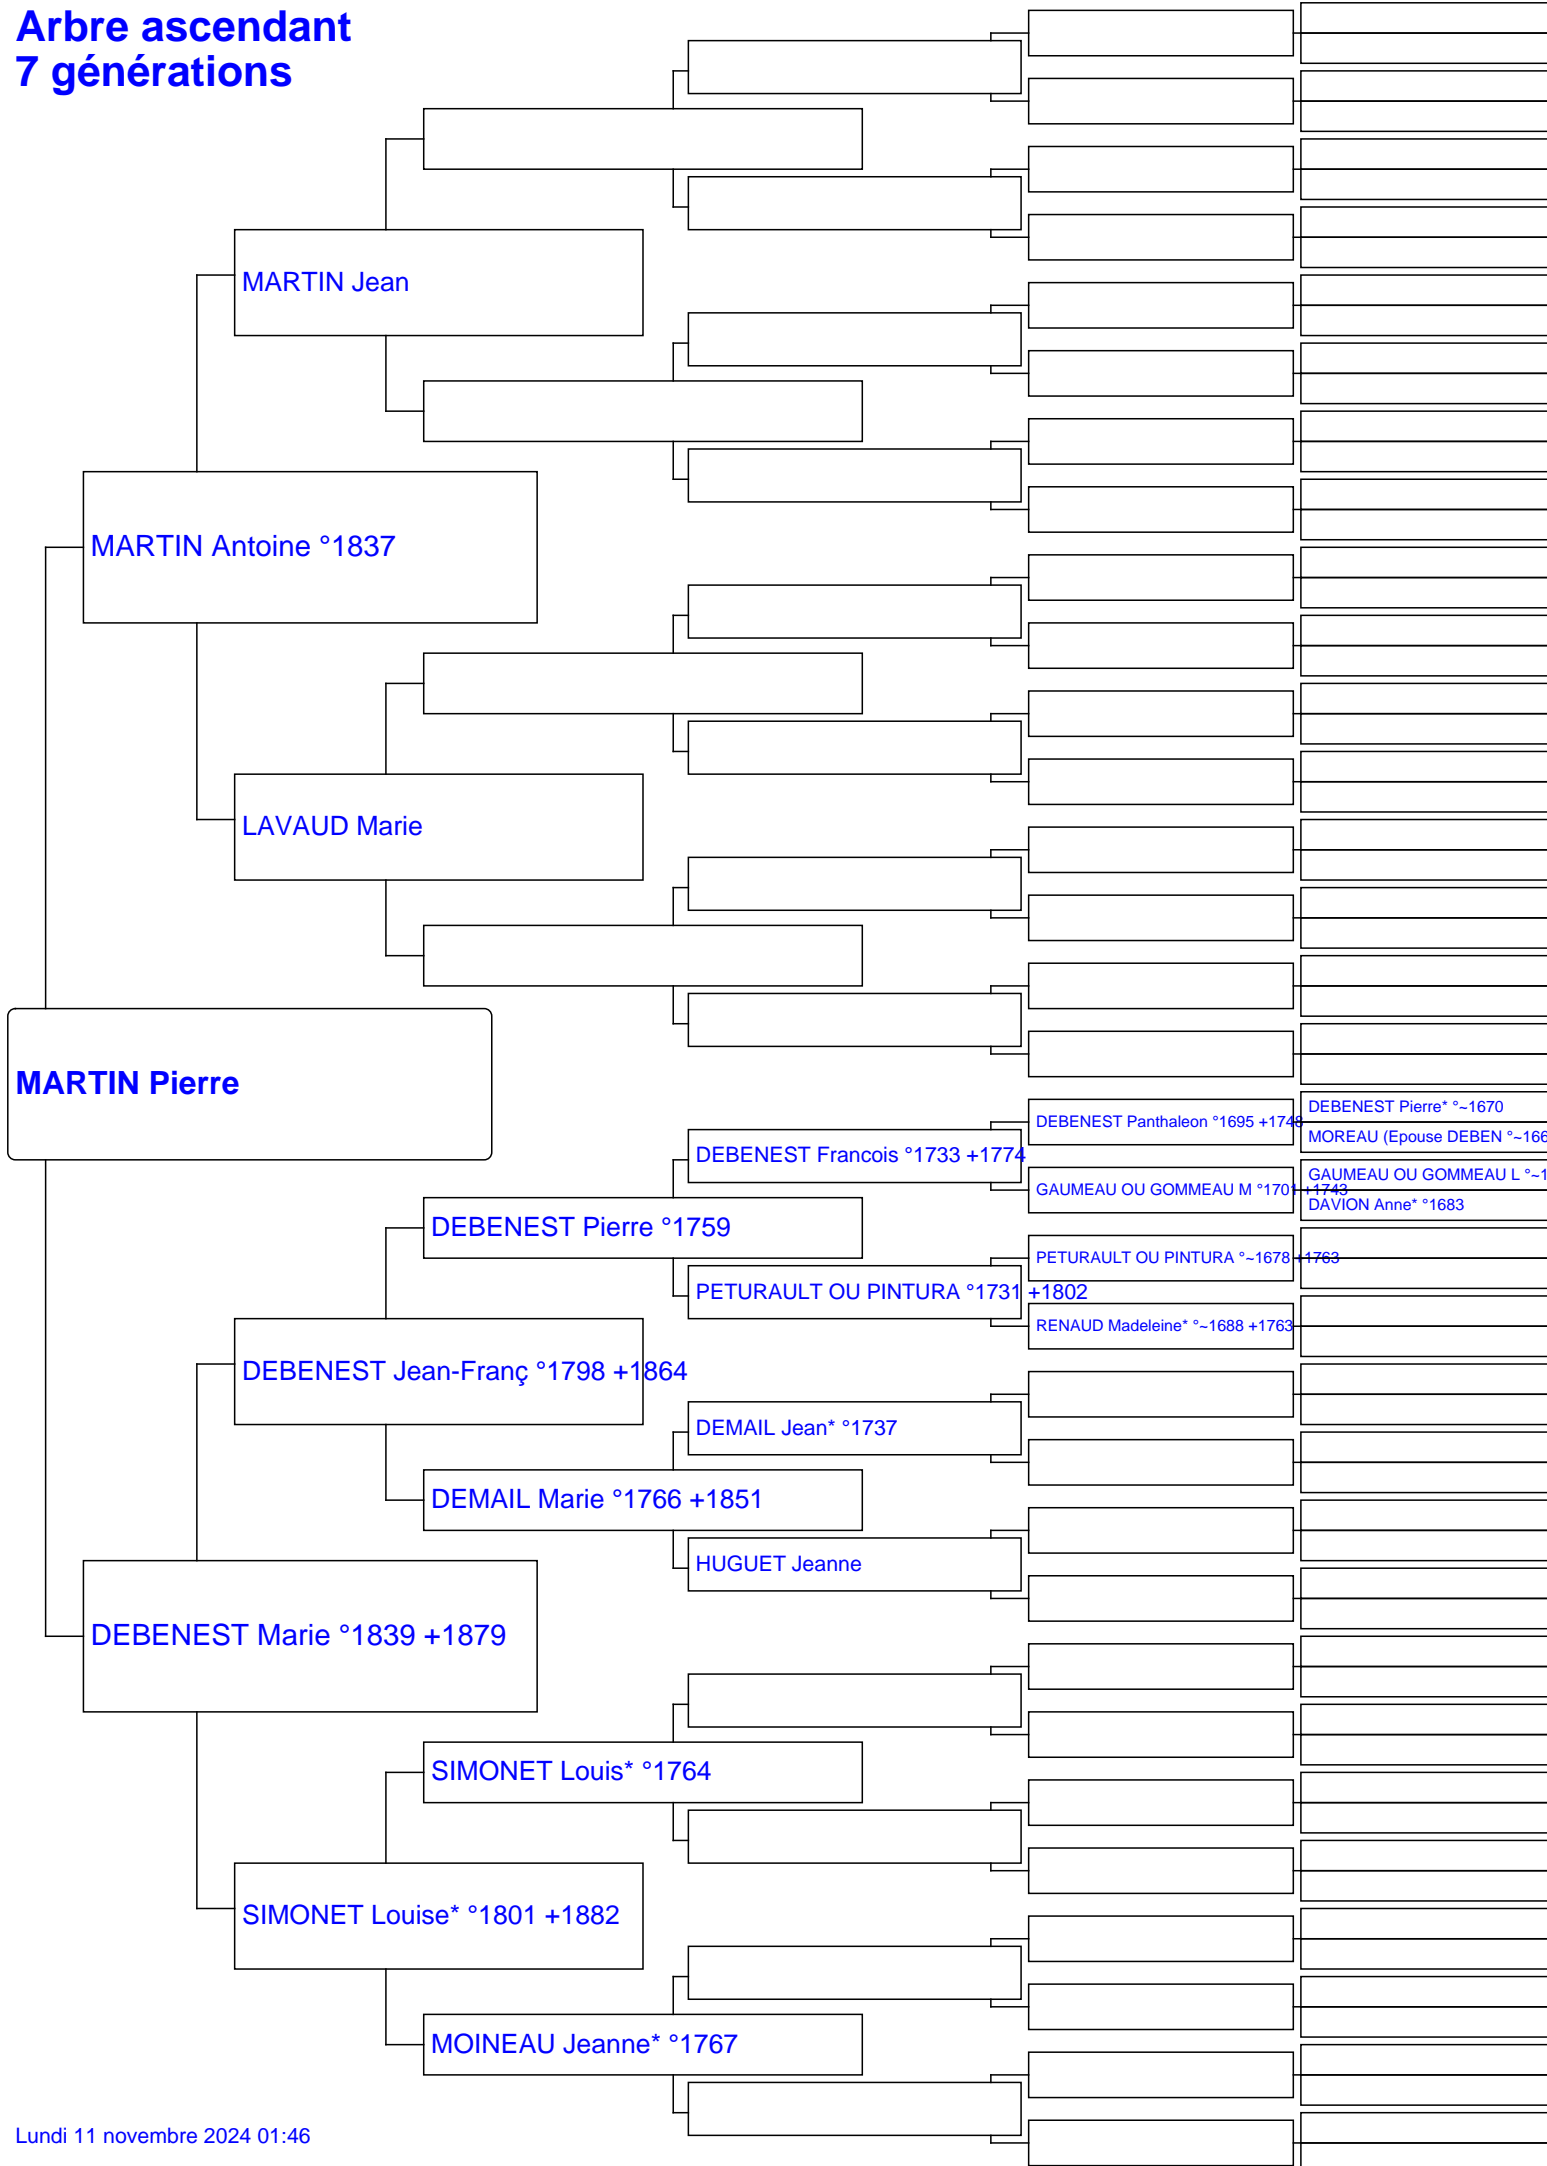 Arbre ascendant
7 générations
MARTIN Jean
MARTIN Antoine °1837
LAVAUD Marie
MARTIN Pierre
DEBENEST Panthaleon °1695 +1748
DEBENEST Pierre* °~1670
MOREAU (Epouse DEBEN °~166
DEBENEST Francois °1733 +1774
GAUMEAU OU GOMMEAU M °1701 +1743
GAUMEAU OU GOMMEAU L °~1
DAVION Anne* °1683
DEBENEST Pierre °1759
PETURAULT OU PINTURA °~1678 +1763
PETURAULT OU PINTURA °1731 +1802
RENAUD Madeleine* °~1688 +1763
DEBENEST Jean-Franç °1798 +1864
DEMAIL Jean* °1737
DEMAIL Marie °1766 +1851
HUGUET Jeanne
DEBENEST Marie °1839 +1879
SIMONET Louis* °1764
SIMONET Louise* °1801 +1882
MOINEAU Jeanne* °1767
Lundi 11 novembre 2024 01:46